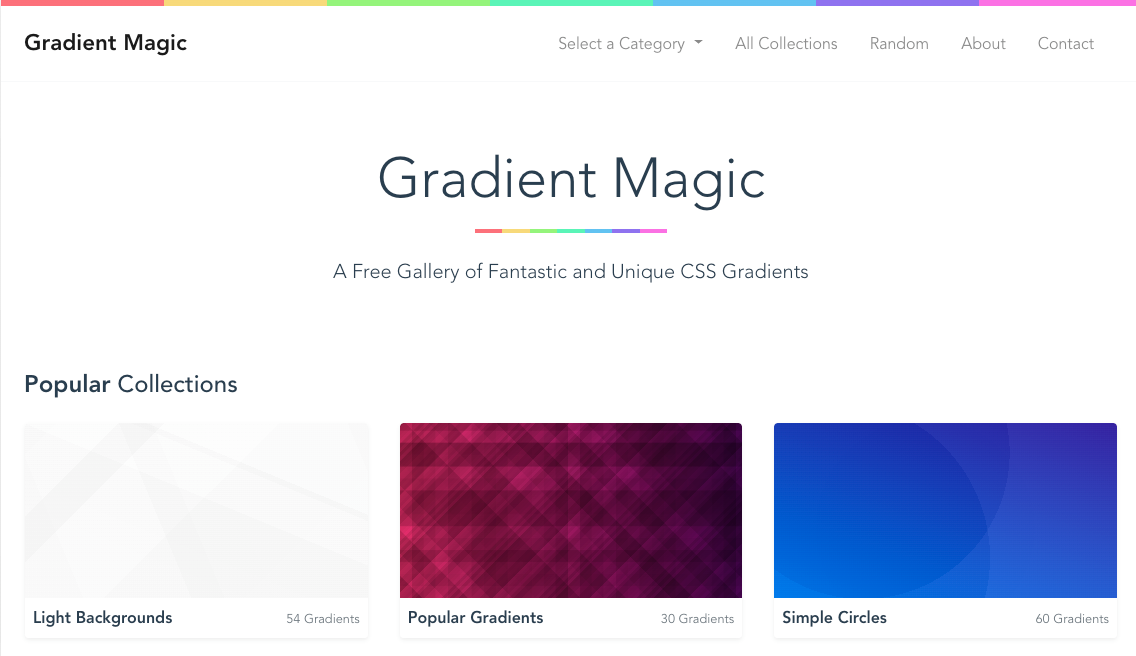 Gradient Magic
Select a Category
All Collections
Random
About
Contact
Gradient Magic
A Free Gallery of Fantastic and Unique CSS Gradients
Popular Collections
Light Backgrounds
54 Gradients
Popular Gradients
30 Gradients
Simple Circles
60 Gradients